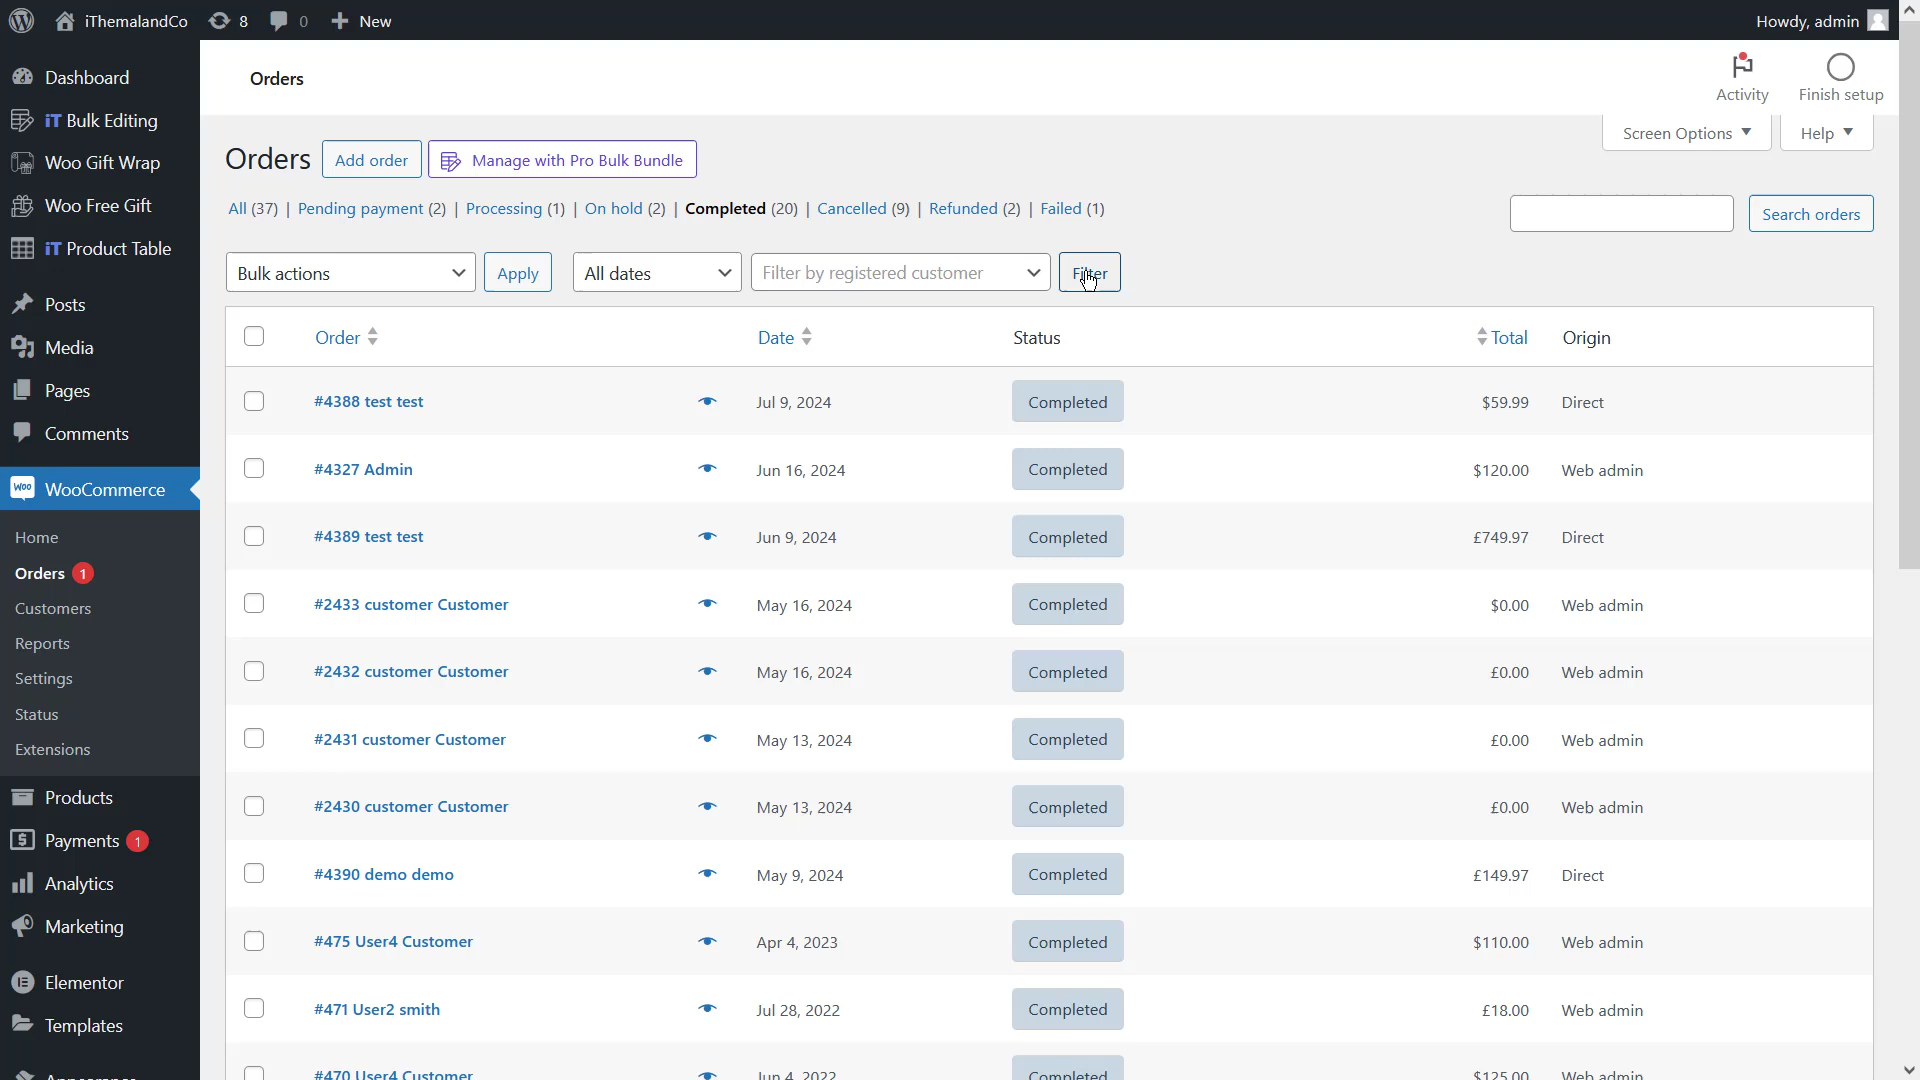 iThemalandCo 8 0 New Howdy, admin
Dashboard
iT Bulk Editing
Woo Gift Wrap
Woo Free Gift
iT Product Table
Posts
Media
Pages
Comments
WooCommerce
Home
Orders 1
Customers
Reports
Settings
Status
Extensions
Products
Payments 1
Analytics
Marketing
Elementor
Templates
Orders
Activity Finish setup
Screen Options Help
Orders Add order Manage with Pro Bulk Bundle
All (37) | Pending payment (2) | Processing (1) | On hold (2) | Completed (20) | Cancelled (9) | Refunded (2) | Failed (1)
Search orders
Bulk actions Apply All dates Filter by registered customer Filter
Order Date Status Total Origin
#4388 test test Jul 9, 2024 Completed $59.99 Direct
#4327 Admin Jun 16, 2024 Completed $120.00 Web admin
#4389 test test Jun 9, 2024 Completed £749.97 Direct
#2433 customer Customer May 16, 2024 Completed $0.00 Web admin
#2432 customer Customer May 16, 2024 Completed £0.00 Web admin
#2431 customer Customer May 13, 2024 Completed £0.00 Web admin
#2430 customer Customer May 13, 2024 Completed £0.00 Web admin
#4390 demo demo May 9, 2024 Completed £149.97 Direct
#475 User4 Customer Apr 4, 2023 Completed $110.00 Web admin
#471 User2 smith Jul 28, 2022 Completed £18.00 Web admin
#470 User4 Customer Jun 4, 2022 Completed $125.00 Web admin